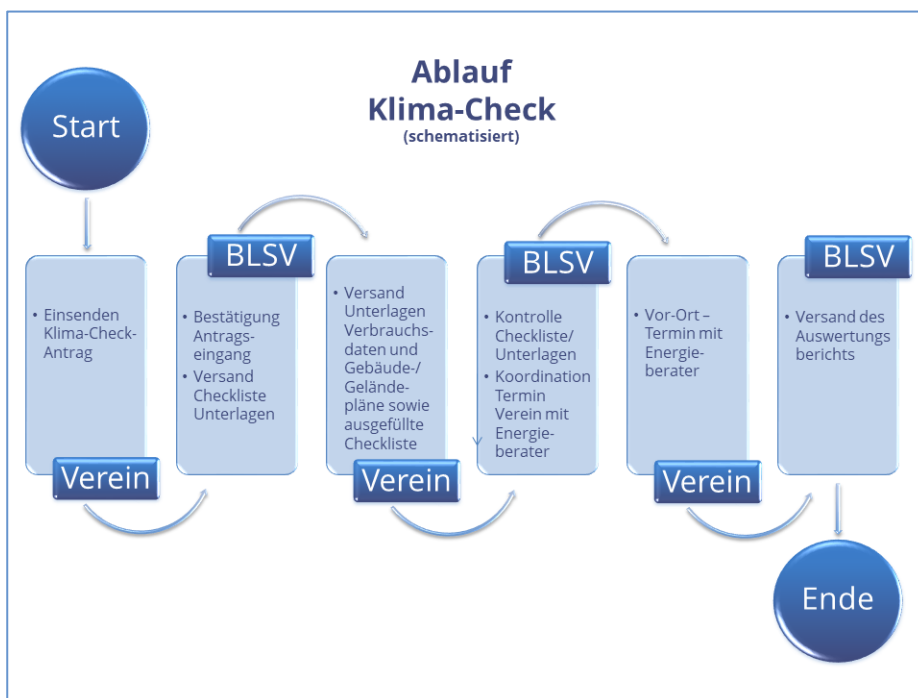 Ablauf
Klima-Check
(schematisiert)
Start
• Einsenden
Klima-Check-
Antrag
Verein
BLSV
• Bestätigung
Antrags-
eingang
• Versand
Checkliste
Unterlagen
• Versand
Unterlagen
Verbrauchs-
daten und
Gebäude-/
Gelände-
pläne sowie
ausgefüllte
Checkliste
Verein
BLSV
• Kontrolle
Checkliste/
Unterlagen
• Koordination
Termin
Verein mit
Energie-
berater
• Vor-Ort –
Termin mit
Energie-
berater
Verein
BLSV
• Versand des
Auswertungs
berichts
Ende